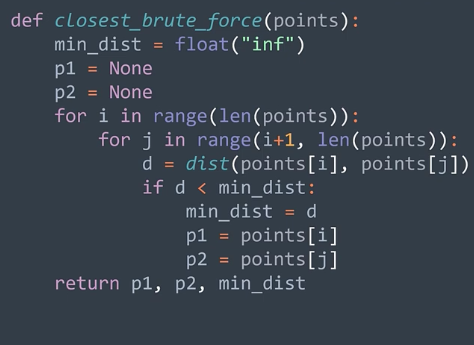 def closest_brute_force(points):
    min_dist = float("inf")
    p1 = None
    p2 = None
    for i in range(len(points)):
        for j in range(i+1, len(points)):
            d = dist(points[i], points[j])
            if d < min_dist:
                min_dist = d
                p1 = points[i]
                p2 = points[j]
    return p1, p2, min_dist